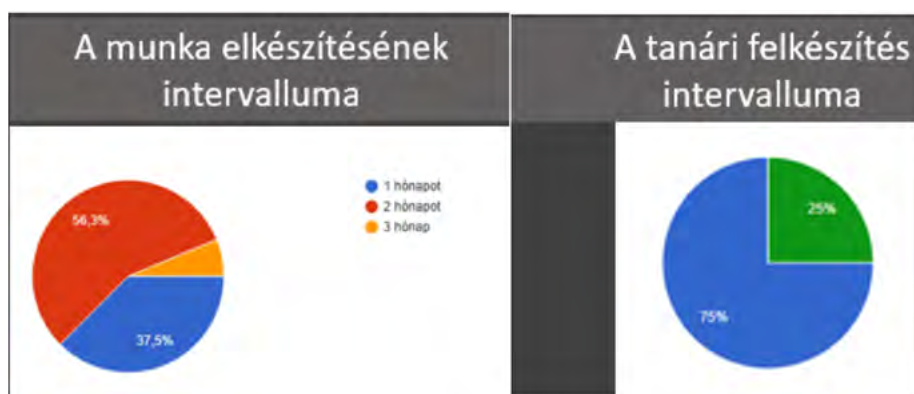 A munka elkészítésének
intervalluma
A tanári felkészítés
intervalluma
56,3%
37,5%
1 hónapot
2 hónapot
3 hónap
25%
75%